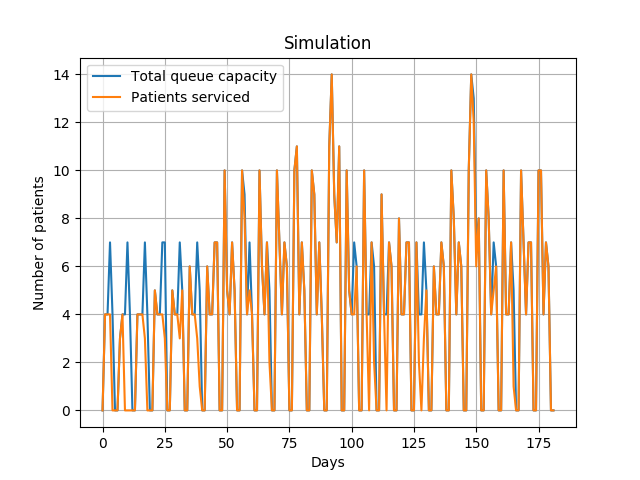 Simulation
Total queue capacity
Patients serviced
Number of patients
14
12
10
8
6
4
2
0
0 25 50 75 100 125 150 175
Days